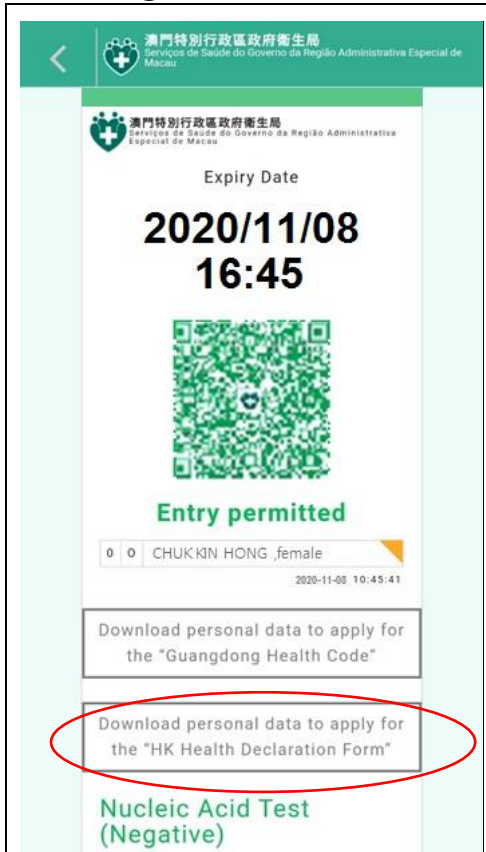 澳門特別行政區政府衛生局
Serviços de Saúde do Governo da Região Administrativa Especial de
Macau
澳門特別行政區政府衛生局
Serviços de Saúde do Governo da Região Administrativa
Especial de Macau
Expiry Date
2020/11/08
16:45
Entry permitted
0 0 CHUK KIN HONG ,female
2020-11-08 10:45:41
Download personal data to apply for
the “Guangdong Health Code”
Download personal data to apply for
the “HK Health Declaration Form”
Nucleic Acid Test
(Negative)